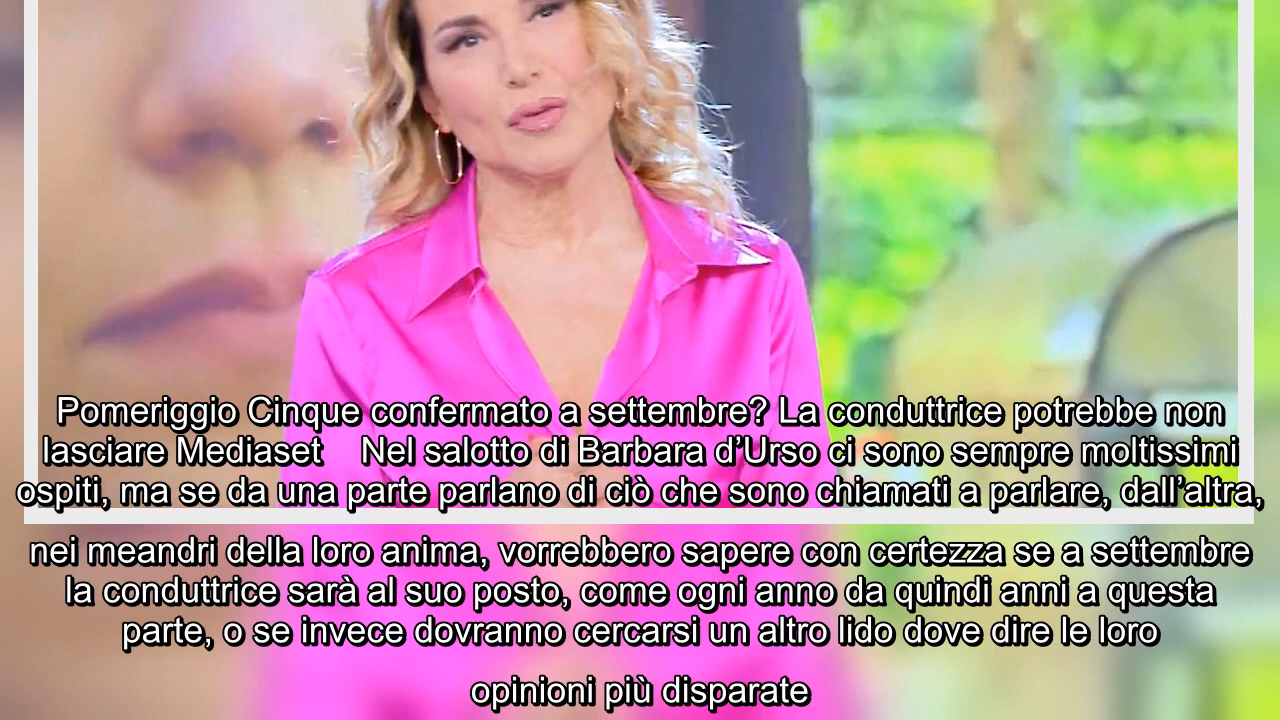 Pomeriggio Cinque confermato a settembre? La conduttrice potrebbe non
lasciare Mediaset    Nel salotto di Barbara d’Urso ci sono sempre moltissimi
ospiti, ma se da una parte parlano di ciò che sono chiamati a parlare, dall’altra,
nei meandri della loro anima, vorrebbero sapere con certezza se a settembre
la conduttrice sarà al suo posto, come ogni anno da quindi anni a questa
parte, o se invece dovranno cercarsi un altro lido dove dire le loro
opinioni più disparate